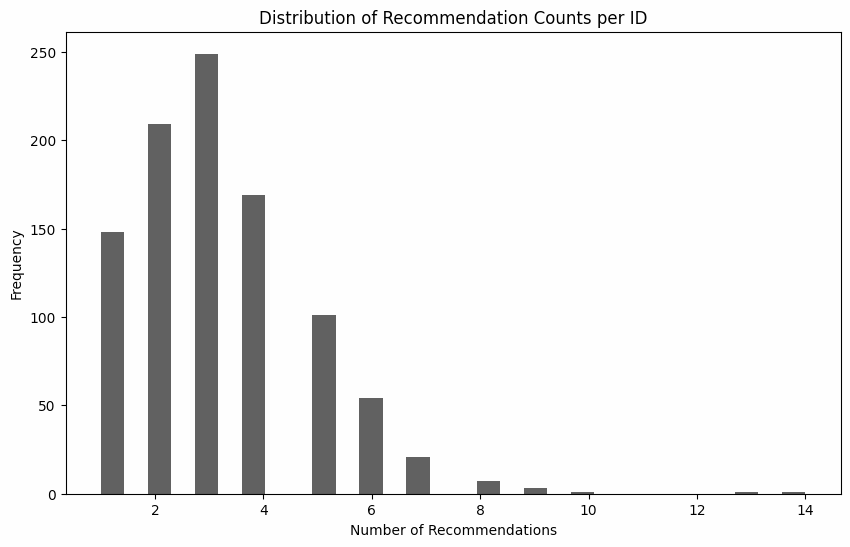 Distribution of Recommendation Counts per ID
250
200
150
100
50
0
Frequency
2 4 6 8 10 12 14
Number of Recommendations